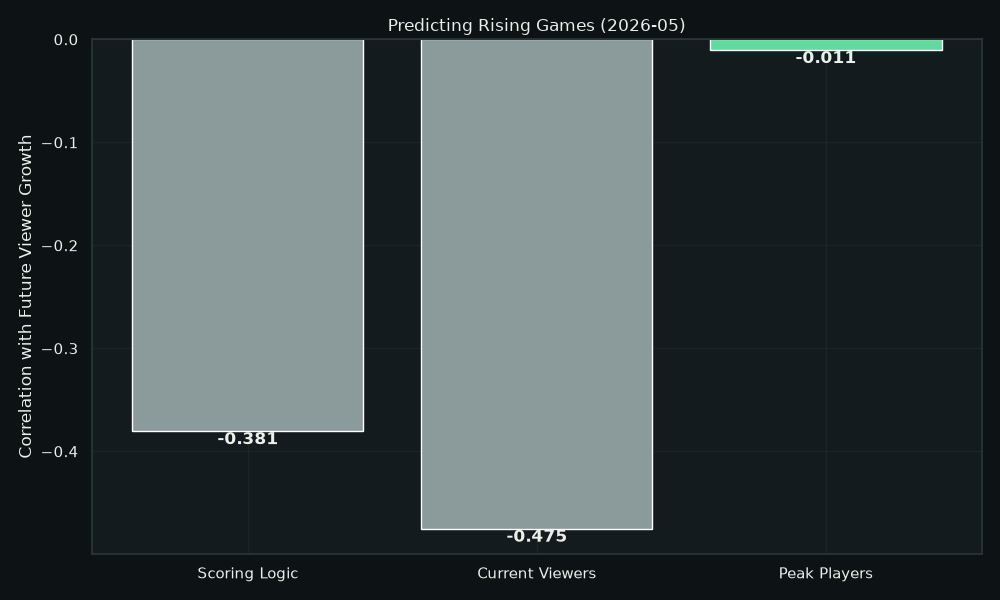 Predicting Rising Games (2026-05)
Correlation with Future Viewer Growth
0.0
−0.1
−0.2
−0.3
−0.4
-0.381
-0.475
-0.011
Scoring Logic
Current Viewers
Peak Players